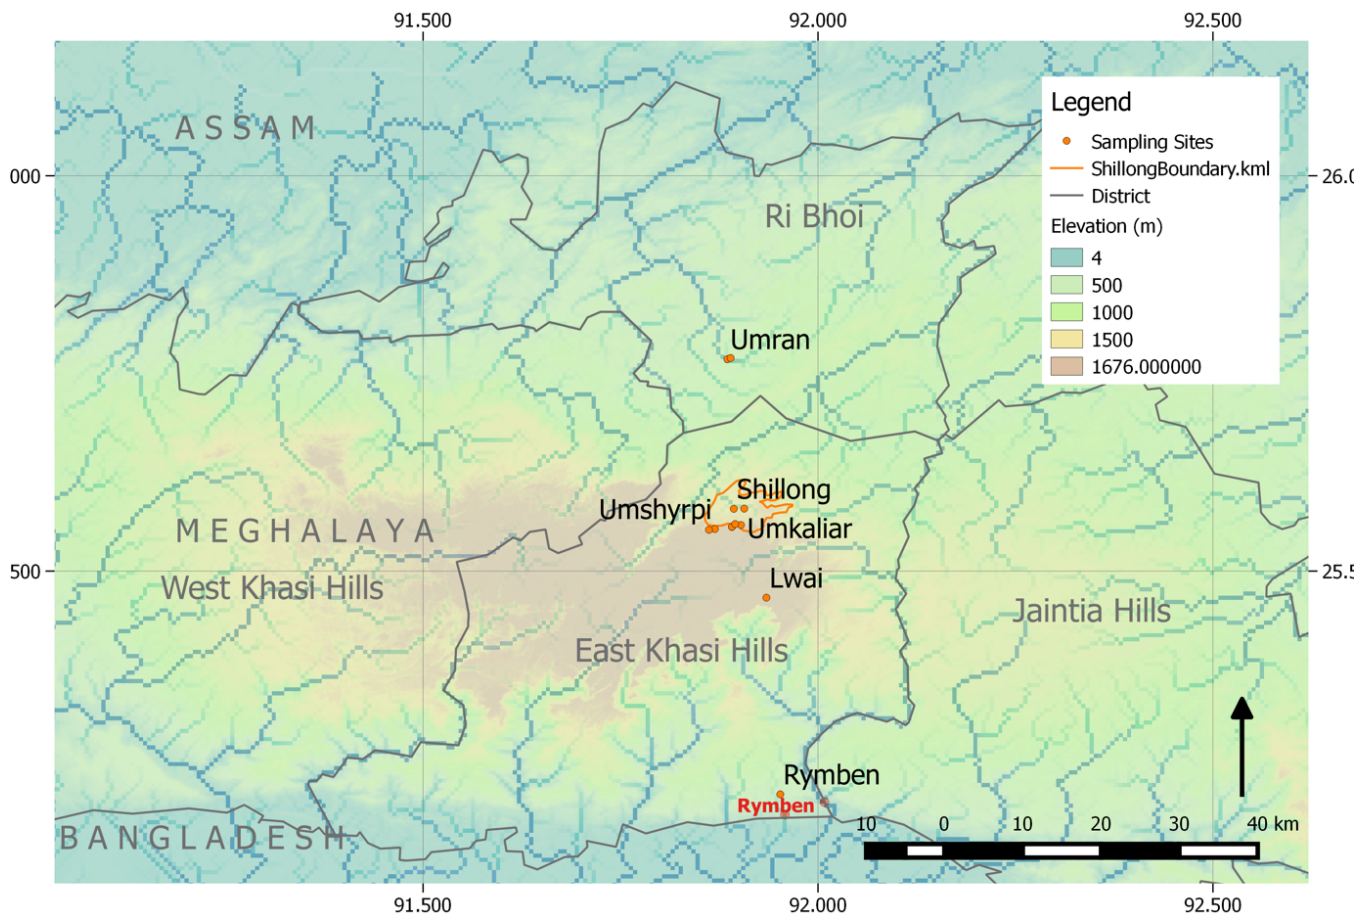 91.500 92.000 92.500
Legend
Sampling Sites
ShillongBoundary.kml
District
Elevation (m)
4
500
1000
1500
1676.000000
ASSAM
000 26.0
Ri Bhoi
Umran
Shillong
Umshyrpi
Umkaliar
MEGHALAYA
500 25.5
West Khasi Hills
Lwai
Jaintia Hills
East Khasi Hills
Rymben
Rymben
BANGLADESH
10 0 10 20 30 40 km
91.500 92.000 92.500